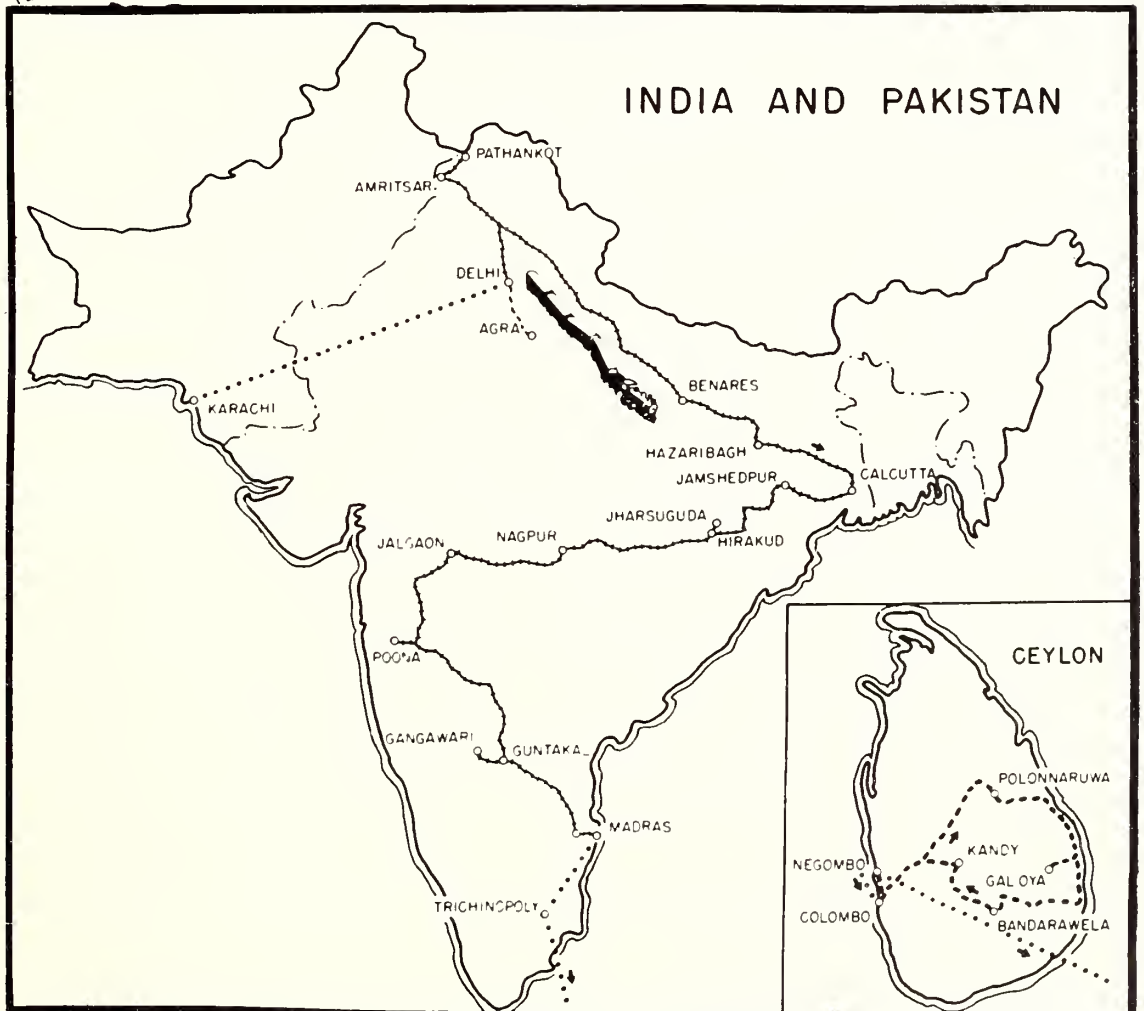 INDIA AND PAKISTAN
PATHANKOT
AMRITSAR
DELHI
AGRA
KARACHI
BENARES
HAZARIBAGH
JAMSHEDPUR
CALCUTTA
JHARSUGUDA
HIRAKUD
JALGAON
NAGPUR
POONA
GANGAWARI
GUNTAKA_
MADRAS
TRICHINOPOLY
CEYLON
POLONNARUWA
KANDY
NEGOMBO
GAL OYA
COLOMBO
BANDARAWELA